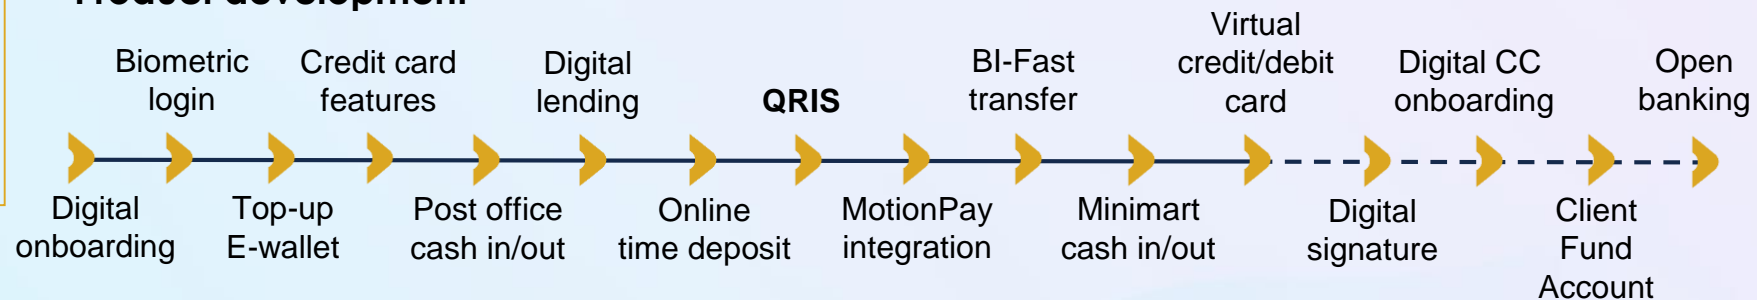 Product development
Biometric
login
Credit card
features
Digital
lending
QRIS
BI-Fast
transfer
Virtual
credit/debit
card
Digital CC
onboarding
Open
banking
Digital
onboarding
Top-up
E-wallet
Post office
cash in/out
Online
time deposit
MotionPay
integration
Minimart
cash in/out
Digital
signature
Client
Fund
Account